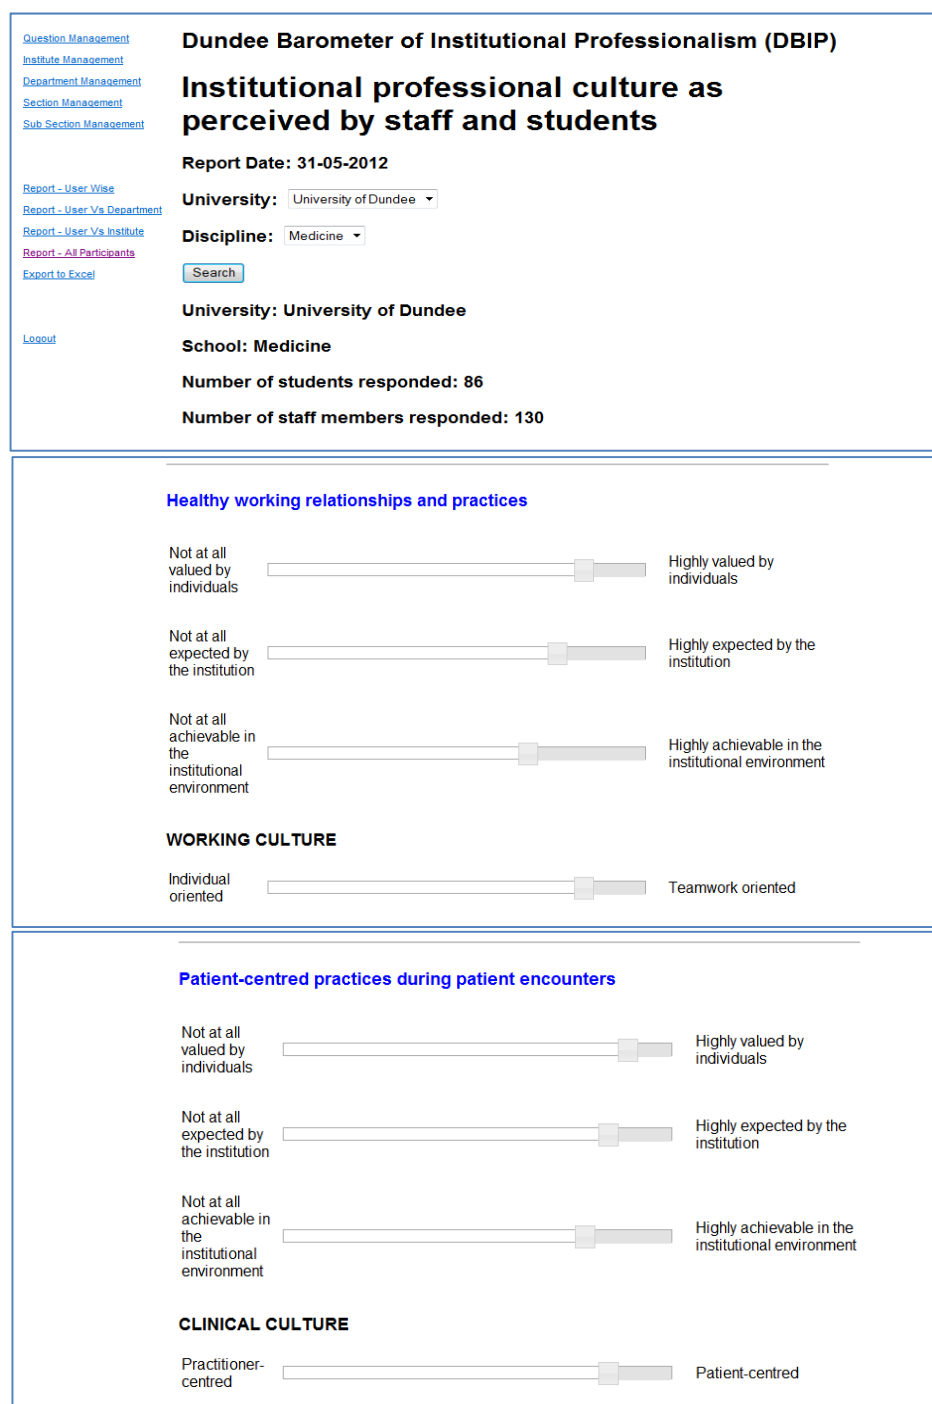 Question Management
Institute Management
Department Management
Section Management
Sub Section Management
Report - User Wise
Report - User Vs Department
Report - User Vs Institute
Report - All Participants
Export to Excel
Logout
Dundee Barometer of Institutional Professionalism (DBIP)
Institutional professional culture as
perceived by staff and students
Report Date: 31-05-2012
University: University of Dundee
Discipline: Medicine
Search
University: University of Dundee
School: Medicine
Number of students responded: 86
Number of staff members responded: 130
Healthy working relationships and practices
Not at all
valued by
individuals
Highly valued by
individuals
Not at all
expected by
the institution
Highly expected by the
institution
Not at all
achievable in
the
institutional
environment
Highly achievable in the
institutional environment
WORKING CULTURE
Individual
oriented
Teamwork oriented
Patient-centred practices during patient encounters
Not at all
valued by
individuals
Highly valued by
individuals
Not at all
expected by
the institution
Highly expected by the
institution
Not at all
achievable in
the
institutional
environment
Highly achievable in the
institutional environment
CLINICAL CULTURE
Practitioner-
centred
Patient-centred